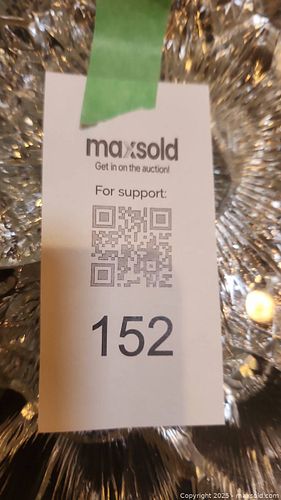 maxsold
Get in on the auction!
For support:
152
Copyright 2025 - maxsold.com